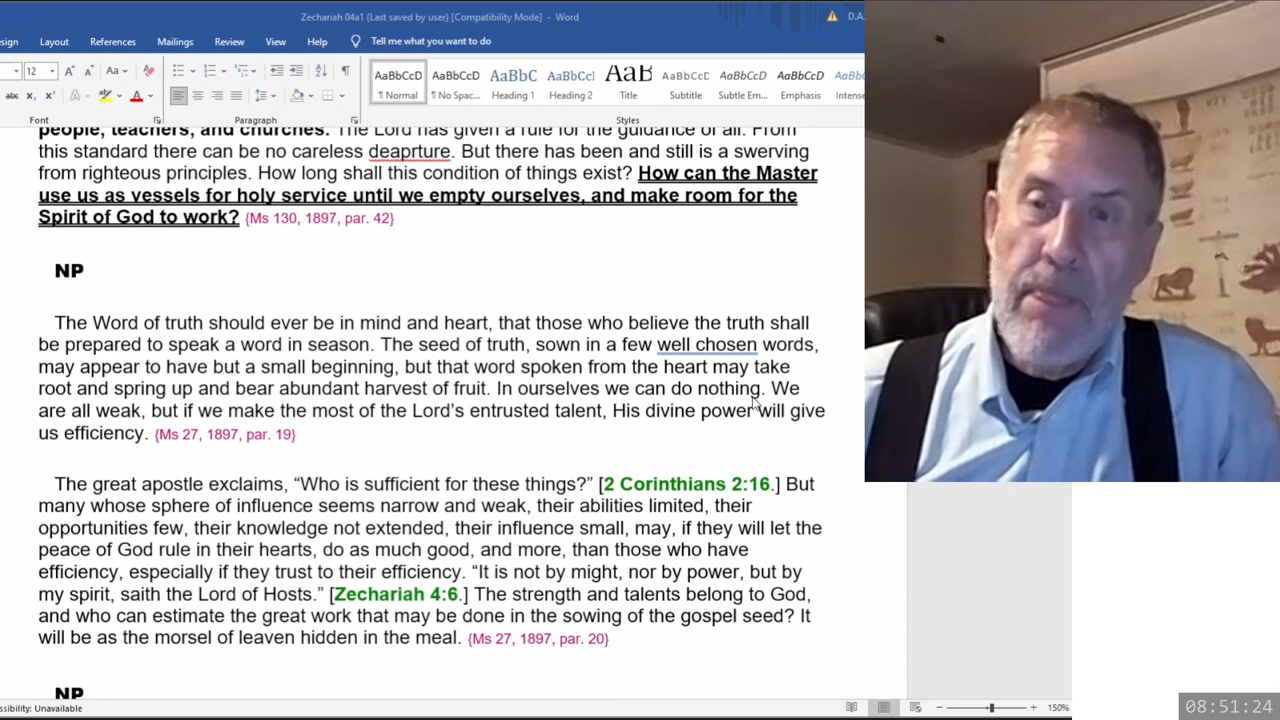 Zechariah 04a1 (Last saved by user) [Compatibility Mode] - Word
D.A.
sign Layout References Mailings Review View Help Tell me what you want to do
12 Aa
AaBbCcD AaBbCcD AaBbC AaBbCcl AaB AaBbCcD AaBbCcD AaBbCcD AaBb
¶ Normal ¶ No Spac... Heading 1 Heading 2 Title Subtitle Subtle Em... Emphasis Intense
Font Paragraph Styles
people, teachers, and churches. The Lord has given a rule for the guidance of all. From
this standard there can be no careless deaprture. But there has been and still is a swerving
from righteous principles. How long shall this condition of things exist? How can the Master
use us as vessels for holy service until we empty ourselves, and make room for the
Spirit of God to work? {Ms 130, 1897, par. 42}
NP
The Word of truth should ever be in mind and heart, that those who believe the truth shall
be prepared to speak a word in season. The seed of truth, sown in a few well chosen words,
may appear to have but a small beginning, but that word spoken from the heart may take
root and spring up and bear abundant harvest of fruit. In ourselves we can do nothing. We
are all weak, but if we make the most of the Lord’s entrusted talent, His divine power will give
us efficiency. {Ms 27, 1897, par. 19}
The great apostle exclaims, “Who is sufficient for these things?” [2 Corinthians 2:16.] But
many whose sphere of influence seems narrow and weak, their abilities limited, their
opportunities few, their knowledge not extended, their influence small, may, if they will let the
peace of God rule in their hearts, do as much good, and more, than those who have
efficiency, especially if they trust to their efficiency. “It is not by might, nor by power, but by
my spirit, saith the Lord of Hosts.” [Zechariah 4:6.] The strength and talents belong to God,
and who can estimate the great work that may be done in the sowing of the gospel seed? It
will be as the morsel of leaven hidden in the meal. {Ms 27, 1897, par. 20}
NP
ssibility: Unavailable
150%
08:51:24